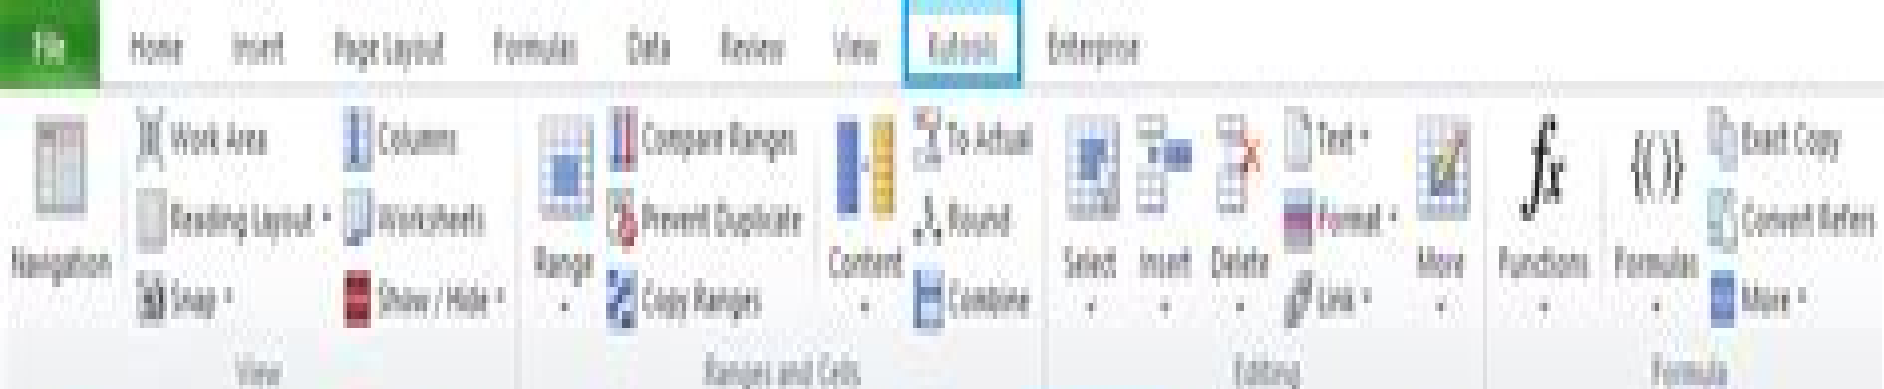 File Home Insert Page Layout Formulas Data Review View Kutools Enterprise
Work Area Columns Compare Ranges To Actual Text Exact Copy
Reading Layout Worksheets Prevent Duplicate Round Format Convert Refers
Navigation Range Content Select Insert Delete More Functions Formulas
Snap Show / Hide Copy Ranges Combine Link More
View Ranges and Cells Editing Formula